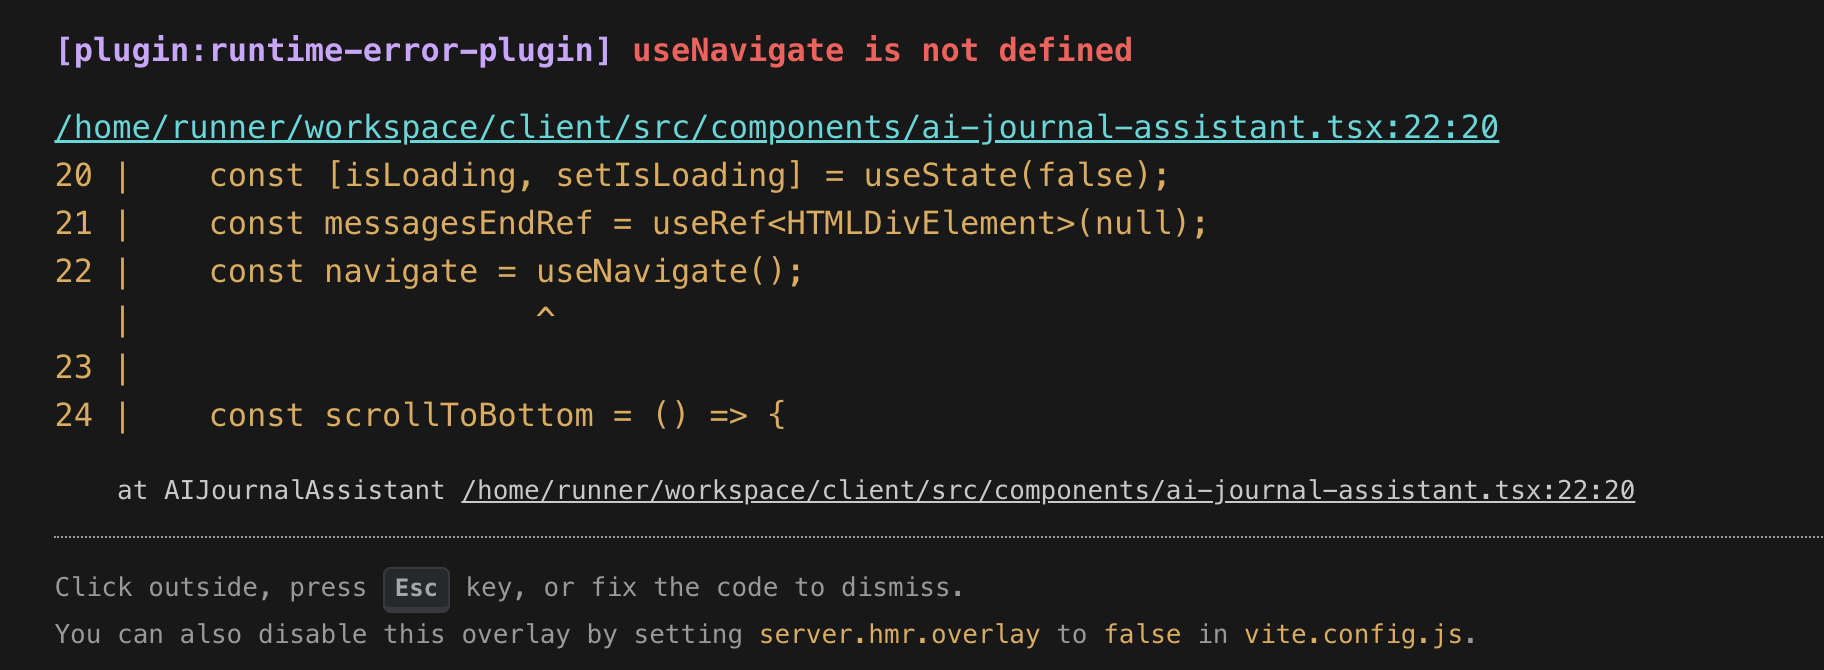 [plugin:runtime-error-plugin] useNavigate is not defined
/home/runner/workspace/client/src/components/ai-journal-assistant.tsx:22:20
20 |    const [isLoading, setIsLoading] = useState(false);
21 |    const messagesEndRef = useRef<HTMLDivElement>(null);
22 |    const navigate = useNavigate();
   |                     ^
23 |
24 |    const scrollToBottom = () => {
    at AIJournalAssistant /home/runner/workspace/client/src/components/ai-journal-assistant.tsx:22:20
Click outside, press Esc key, or fix the code to dismiss.
You can also disable this overlay by setting server.hmr.overlay to false in vite.config.js.